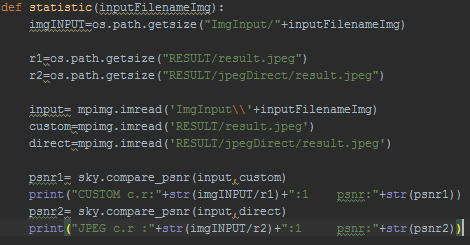 def statistic(inputFilenameImg):
    imgINPUT=os.path.getsize("ImgInput/"+inputFilenameImg)
    r1=os.path.getsize("RESULT/result.jpeg")
    r2=os.path.getsize("RESULT/jpegDirect/result.jpeg")
    input= mpimg.imread('ImgInput\\'+inputFilenameImg)
    custom=mpimg.imread('RESULT/result.jpeg')
    direct=mpimg.imread('RESULT/jpegDirect/result.jpeg')
    psnr1= sky.compare_psnr(input,custom)
    print("CUSTOM c.r:"+str(imgINPUT/r1)+":1     psnr:"+str(psnr1))
    psnr2= sky.compare_psnr(input,direct)
    print("JPEG c.r :"+str(imgINPUT/r2)+":1     psnr:"+str(psnr2))